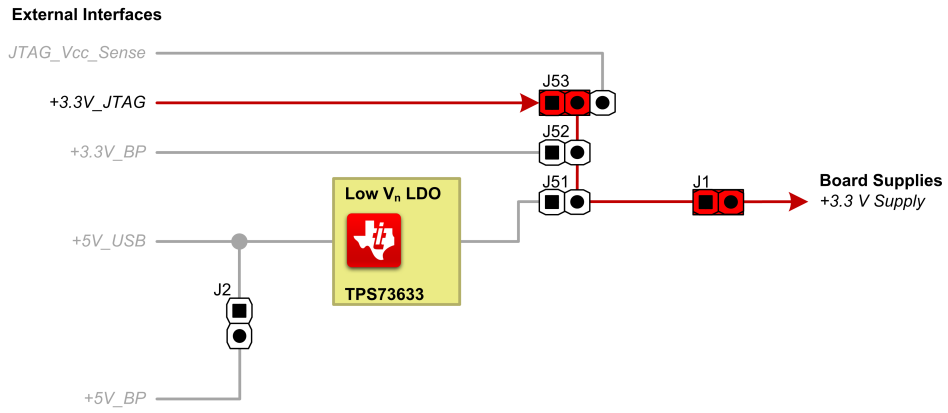 External Interfaces
JTAG_Vcc_Sense
J53
+3.3V_JTAG
J52
+3.3V_BP
J51
J1
Board Supplies
+3.3 V Supply
Low Vn LDO
+5V_USB
TPS73633
J2
+5V_BP